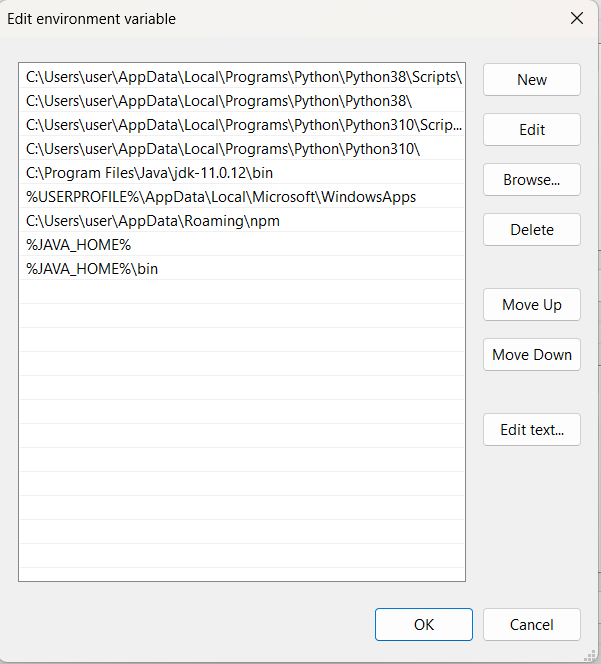 Edit environment variable
C:\Users\user\AppData\Local\Programs\Python\Python38\Scripts\
C:\Users\user\AppData\Local\Programs\Python\Python38\
C:\Users\user\AppData\Local\Programs\Python\Python310\Scrip...
C:\Users\user\AppData\Local\Programs\Python\Python310\
C:\Program Files\Java\jdk-11.0.12\bin
%USERPROFILE%\AppData\Local\Microsoft\WindowsApps
C:\Users\user\AppData\Roaming\npm
%JAVA_HOME%
%JAVA_HOME%\bin
New
Edit
Browse...
Delete
Move Up
Move Down
Edit text...
OK
Cancel